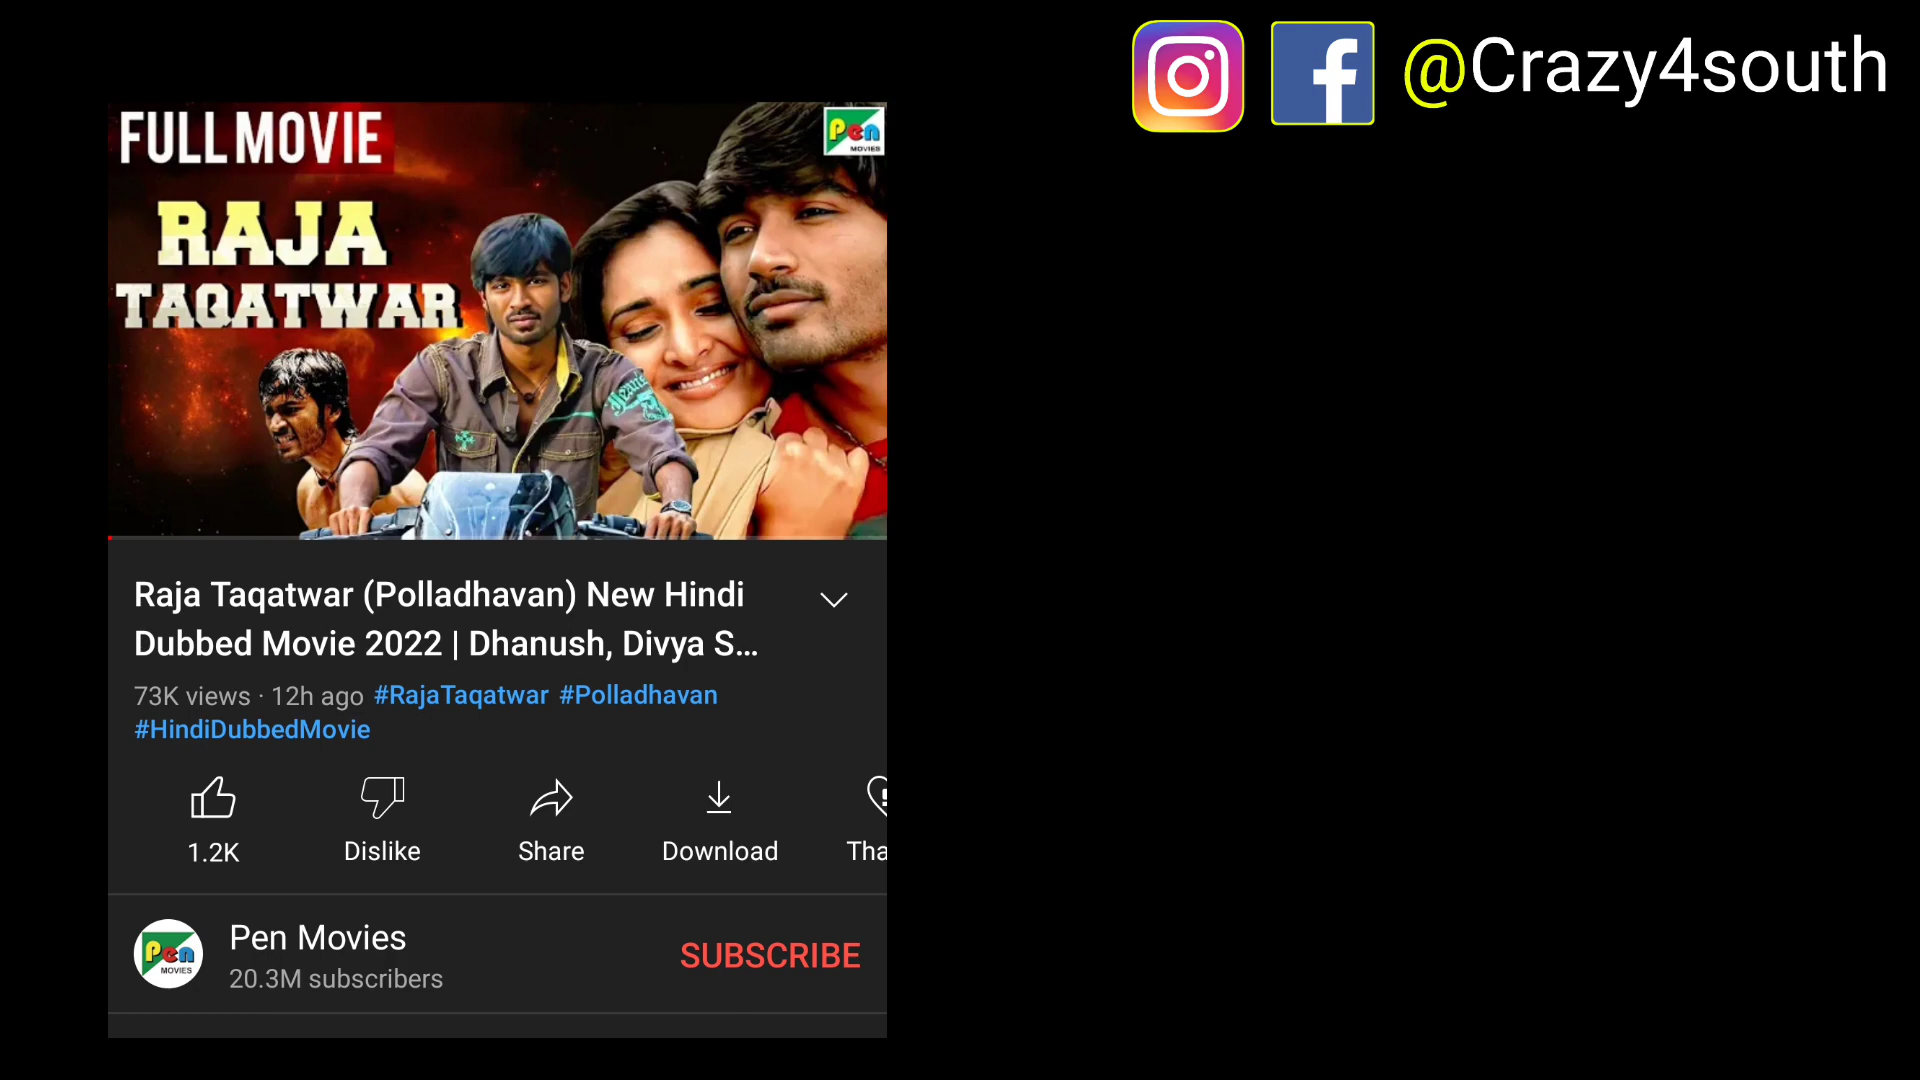 @Crazy4south
FULL MOVIE
Pen
MOVIES
RAJA
TAQATWAR
Jeans
Raja Taqatwar (Polladhavan) New Hindi
Dubbed Movie 2022 | Dhanush, Divya S...
73K views · 12h ago #RajaTaqatwar #Polladhavan
#HindiDubbedMovie
1.2K Dislike Share Download Tha
Pen
MOVIES
Pen Movies
20.3M subscribers
SUBSCRIBE